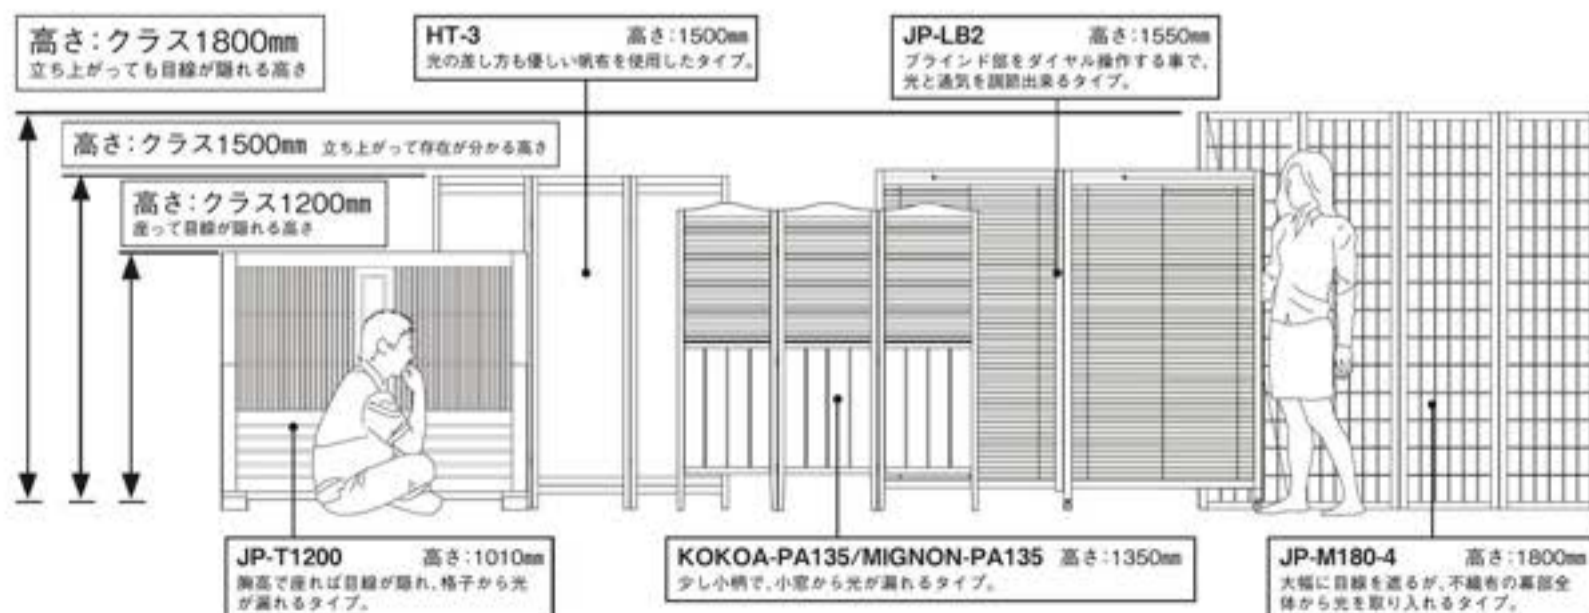 高さ:クラス1800mm
立ち上がっても目線が隠れる高さ
高さ:クラス1500mm 立ち上がって存在が分かる高さ
高さ:クラス1200mm
座って目線が隠れる高さ
HT-3 高さ:1500mm
光の差し方も優しい帆布を使用したタイプ。
JP-LB2 高さ:1550mm
ブラインド部をダイヤル操作する事で、
光と通気を調節出来るタイプ。
JP-T1200 高さ:1010mm
胸高で座れば目線が隠れ、格子から光
が漏れるタイプ。
KOKOA-PA135/MIGNON-PA135 高さ:1350mm
少し小柄で、小窓から光が漏れるタイプ。
JP-M180-4 高さ:1800mm
大幅に目線を遮るが、不織布の幕部全
体から光を取り入れるタイプ。